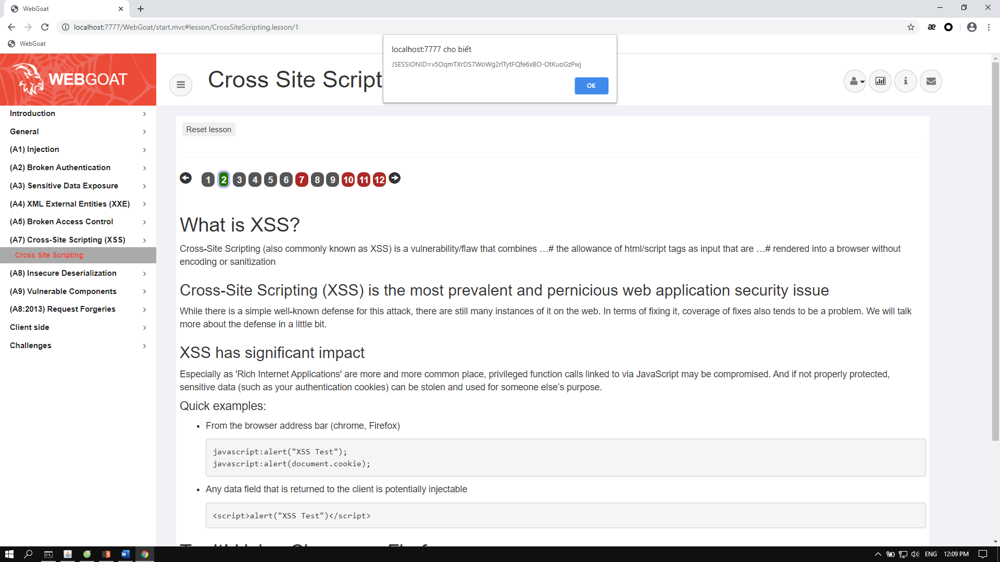 WebGoat
localhost:7777/WebGoat/start.mvc#lesson/CrossSiteScripting.lesson/1
WebGoat
localhost:7777 cho biết
OK
WEBGOAT
Cross Site Script
Introduction
General
(A1) Injection
(A2) Broken Authentication
(A3) Sensitive Data Exposure
(A4) XML External Entities (XXE)
(A5) Broken Access Control
(A7) Cross-Site Scripting (XSS)
Cross Site Scripting
(A8) Insecure Deserialization
(A9) Vulnerable Components
(A8:2013) Request Forgeries
Client side
Challenges
Reset lesson
1 2 3 4 5 6 7 8 9 10 11 12
What is XSS?
Cross-Site Scripting (also commonly known as XSS) is a vulnerability/flaw that combines …# the allowance of html/script tags as input that are …# rendered into a browser without
encoding or sanitization
Cross-Site Scripting (XSS) is the most prevalent and pernicious web application security issue
While there is a simple well-known defense for this attack, there are still many instances of it on the web. In terms of fixing it, coverage of fixes also tends to be a problem. We will talk
more about the defense in a little bit.
XSS has significant impact
Especially as 'Rich Internet Applications' are more and more common place, privileged function calls linked to via JavaScript may be compromised. And if not properly protected,
sensitive data (such as your authentication cookies) can be stolen and used for someone else’s purpose.
Quick examples:
• From the browser address bar (chrome, Firefox)
javascript:alert("XSS Test");
javascript:alert(document.cookie);
• Any data field that is returned to the client is potentially injectable
<script>alert("XSS Test")</script>
ENG
12:09 PM